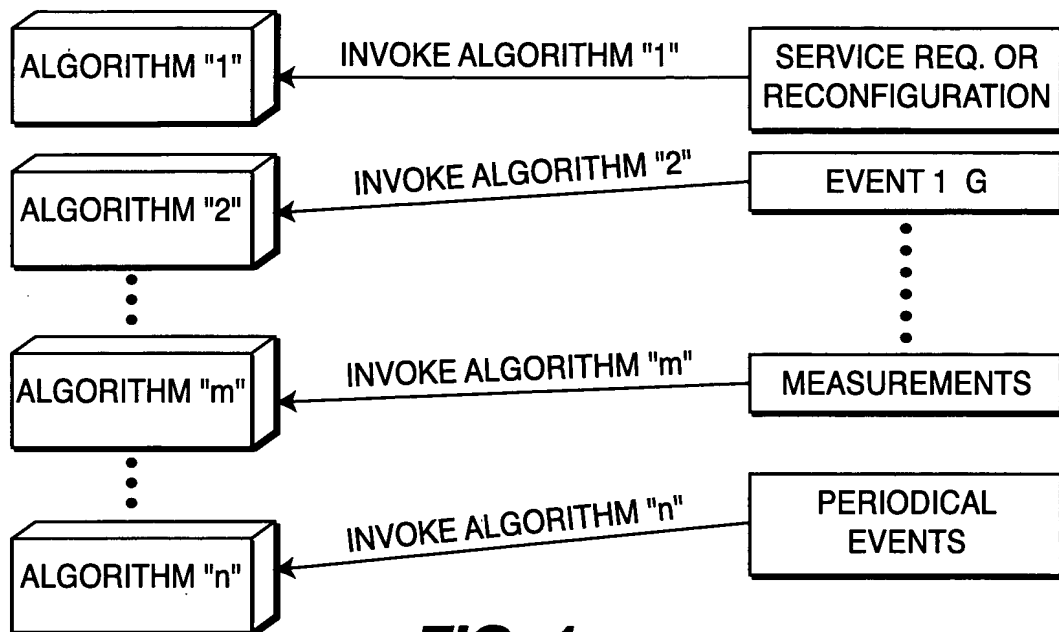 ALGORITHM "1"
INVOKE ALGORITHM "1"
SERVICE REQ. OR
RECONFIGURATION
ALGORITHM "2"
INVOKE ALGORITHM "2"
EVENT 1 G
ALGORITHM "m"
INVOKE ALGORITHM "m"
MEASUREMENTS
ALGORITHM "n"
INVOKE ALGORITHM "n"
PERIODICAL
EVENTS